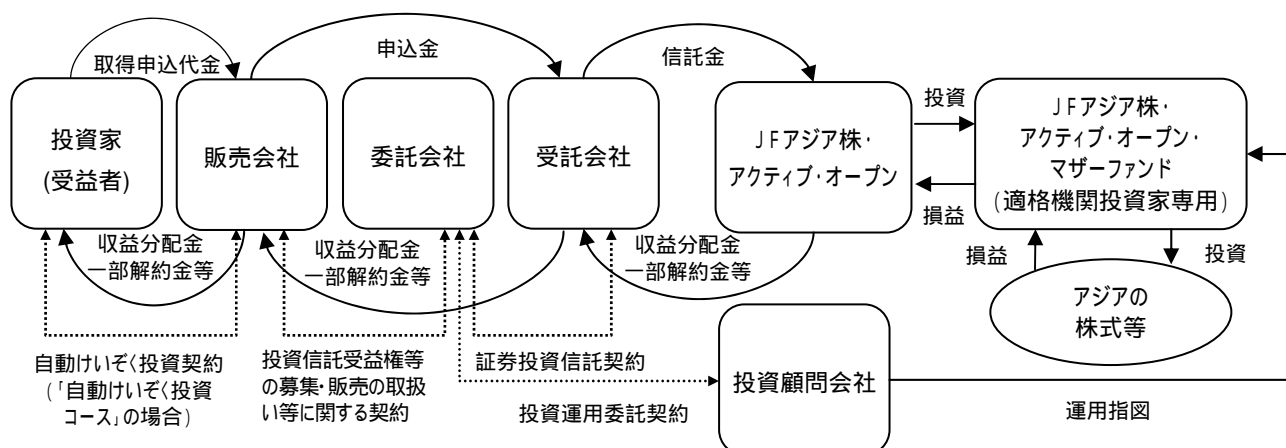 取得申込代金
申込金
信託金
投資家
(受益者)
販売会社
委託会社
受託会社
JFアジア株・
アクティブ・オープン
投資
損益
JFアジア株・
アクティブ・オープン・
マザーファンド
(適格機関投資家専用)
収益分配金
一部解約金等
収益分配金
一部解約金等
収益分配金
一部解約金等
損益
投資
アジアの
株式等
自動けいぞく投資契約
(「自動けいぞく投資
コース」の場合)
投資信託受益権等
の募集・販売の取扱
い等に関する契約
証券投資信託契約
投資運用委託契約
投資顧問会社
運用指図